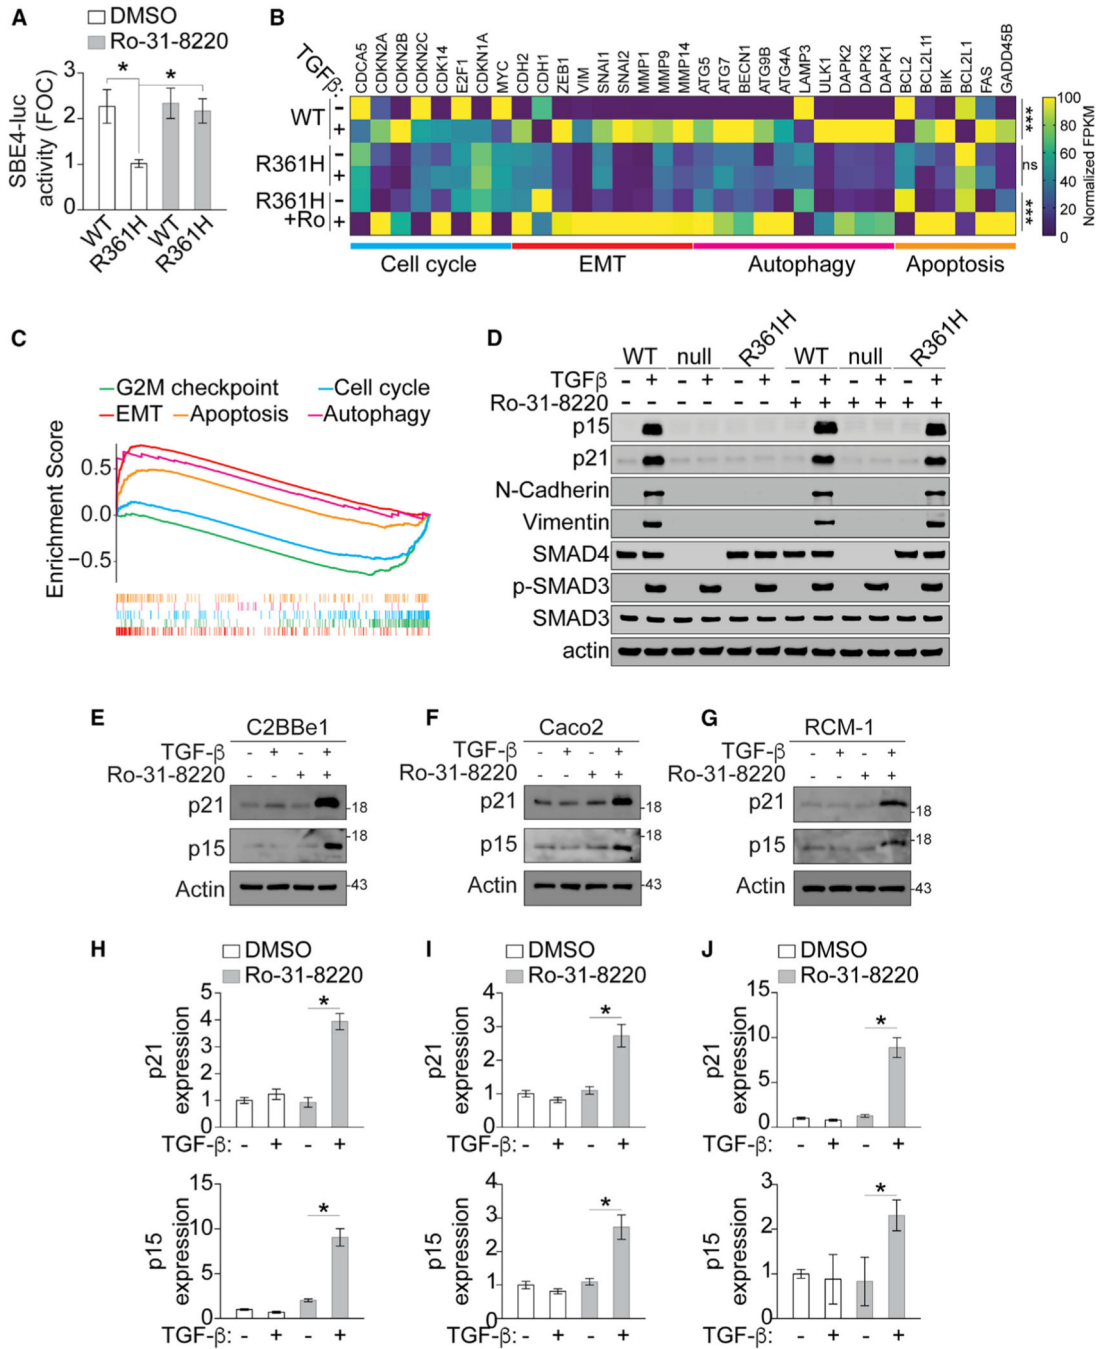 A
DMSO
Ro-31-8220
SBE4-luc
activity (FOC)
3
2
1
0
*
*
WT
R361H
WT
R361H
B
TGFβ:
CDCA5
CDKN2A
CDKN2B
CDKN2C
CDK14
E2F1
CDKN1A
MYC
CDH2
CDH1
ZEB1
VIM
SNAI1
SNAI2
MMP1
MMP9
MMP14
ATG5
ATG7
BECN1
ATG9B
ATG4A
LAMP3
ULK1
DAPK2
DAPK3
DAPK1
BCL2
BCL2L11
BIK
BCL2L1
FAS
GADD45B
WT
-
+
***
R361H
-
+
ns
R361H
+Ro
-
+
***
100
80
60
40
20
0
Normalized FPKM
Cell cycle
EMT
Autophagy
Apoptosis
C
G2M checkpoint
Cell cycle
EMT
Apoptosis
Autophagy
Enrichment Score
0.5
0.0
−0.5
D
WT null R361H WT null R361H
TGFβ - + - + - + - + - + - +
Ro-31-8220 - - - - - - + + + + + +
p15
p21
N-Cadherin
Vimentin
SMAD4
p-SMAD3
SMAD3
actin
E
C2BBe1
TGF-β - + - +
Ro-31-8220 - - + +
p21
-18
p15
-18
Actin
-43
F
Caco2
TGF-β - + - +
Ro-31-8220 - - + +
p21
-18
p15
-18
Actin
-43
G
RCM-1
TGF-β - + - +
Ro-31-8220 - - + +
p21
-18
p15
-18
Actin
-43
H
DMSO
Ro-31-8220
p21
expression
5
4
3
2
1
0
*
TGF-β: - + - +
p15
expression
15
10
5
0
*
TGF-β: - + - +
I
DMSO
Ro-31-8220
p21
expression
4
3
2
1
0
*
TGF-β: - + - +
p15
expression
4
3
2
1
0
*
TGF-β: - + - +
J
DMSO
Ro-31-8220
p21
expression
15
10
5
0
*
TGF-β: - + - +
p15
expression
3
2
1
0
*
TGF-β: - + - +